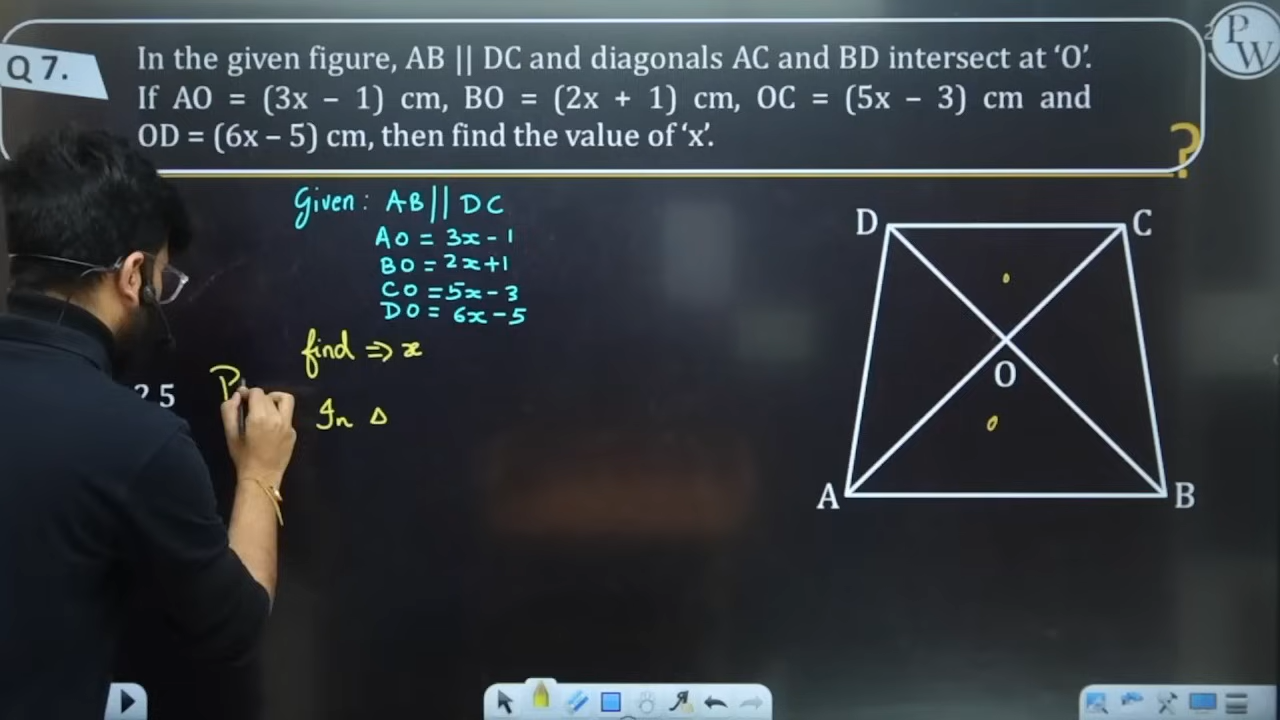 PW
Q 7.
In the given figure, AB || DC and diagonals AC and BD intersect at ‘O’.
If AO = (3x – 1) cm, BO = (2x + 1) cm, OC = (5x – 3) cm and
OD = (6x – 5) cm, then find the value of ‘x’.
?
Given : AB || DC
AO = 3x - 1
BO = 2x + 1
CO = 5x - 3
DO = 6x - 5
find ⇒ x
In Δ
D
C
O
A
B